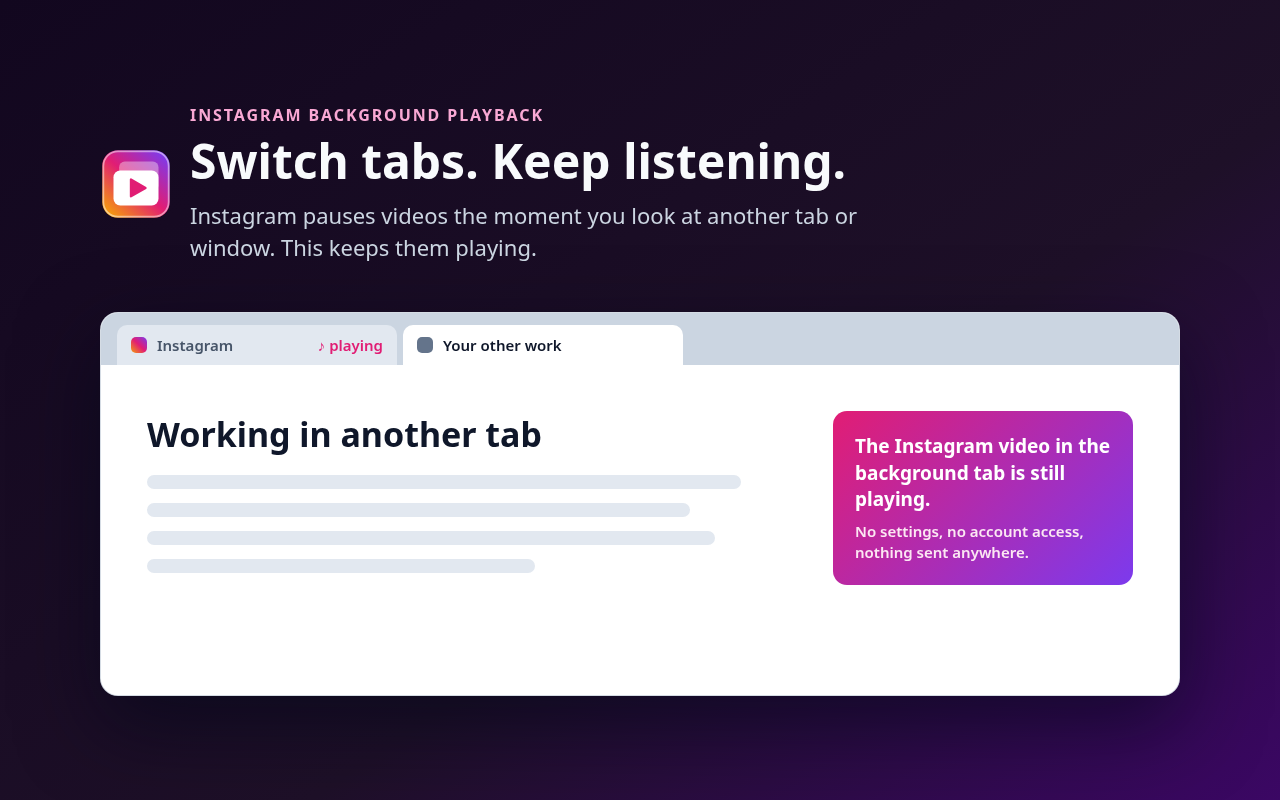 INSTAGRAM BACKGROUND PLAYBACK
Switch tabs. Keep listening.
Instagram pauses videos the moment you look at another tab or
window. This keeps them playing.
Instagram
♪ playing
Your other work
Working in another tab
The Instagram video in the
background tab is still
playing.
No settings, no account access,
nothing sent anywhere.